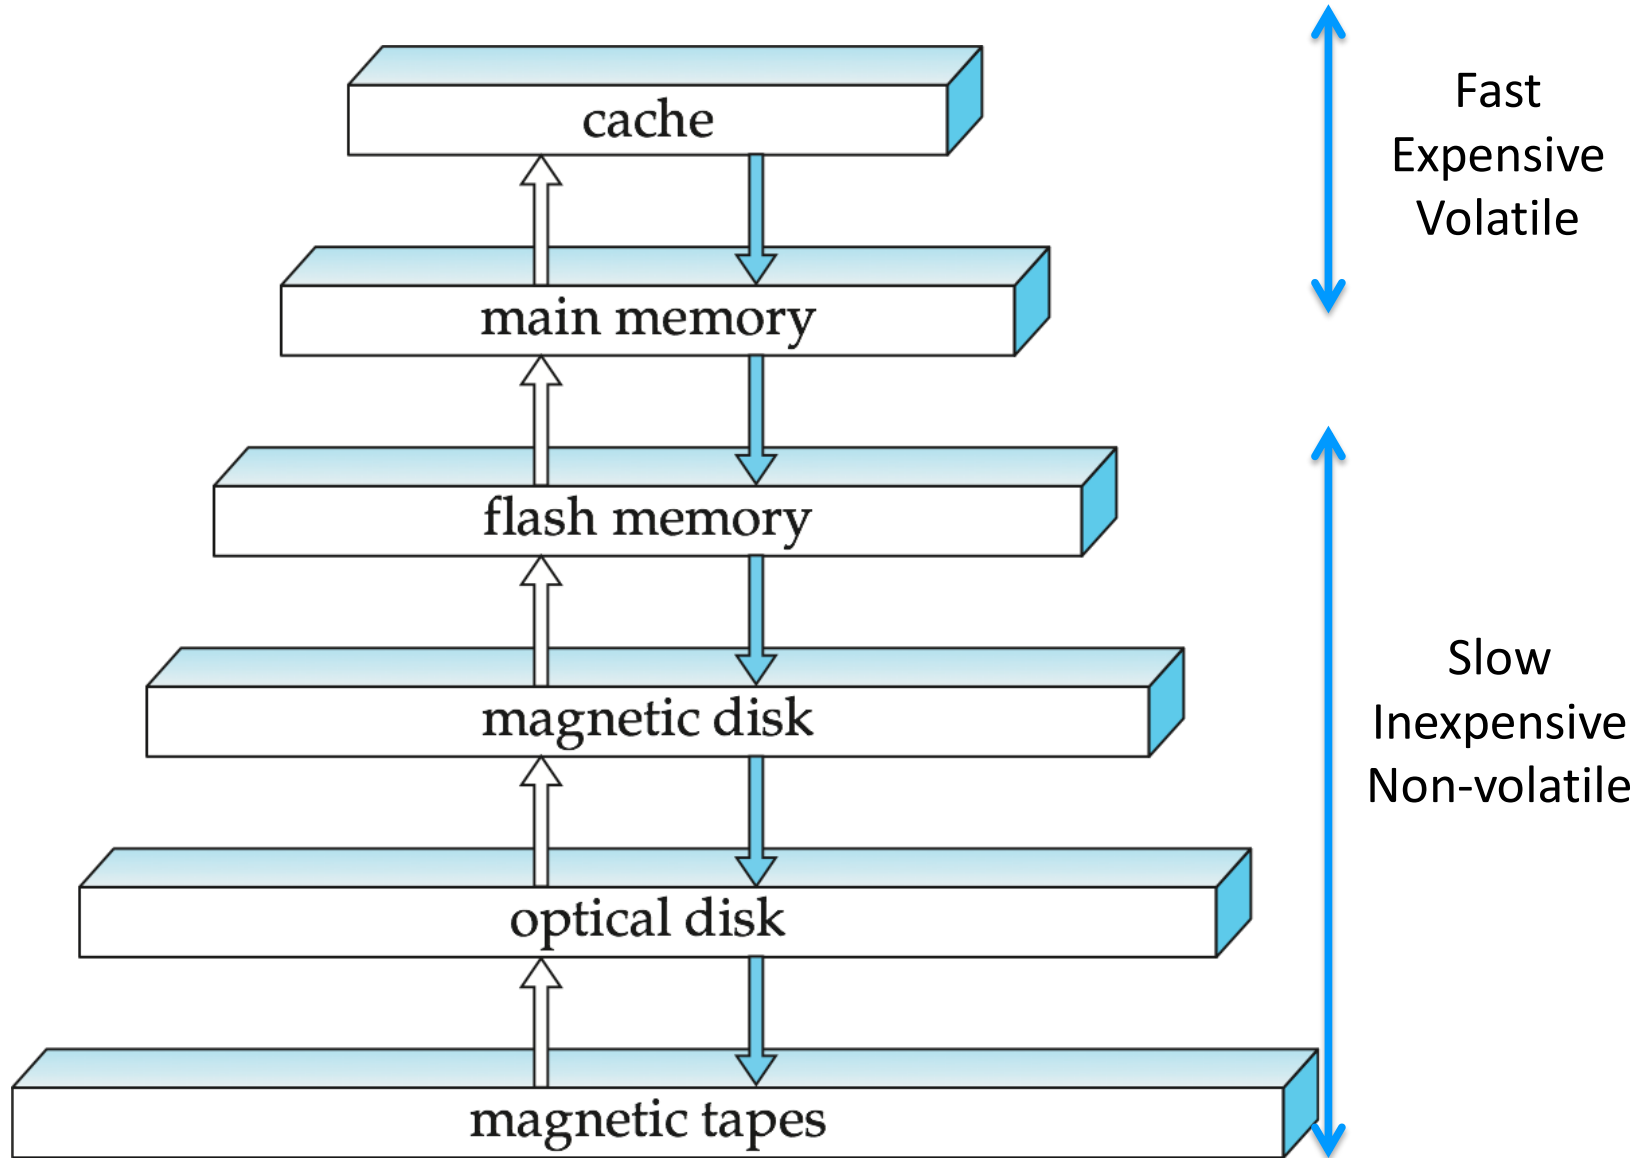 cache
main memory
flash memory
magnetic disk
optical disk
magnetic tapes
Fast
Expensive
Volatile
Slow
Inexpensive
Non-volatile